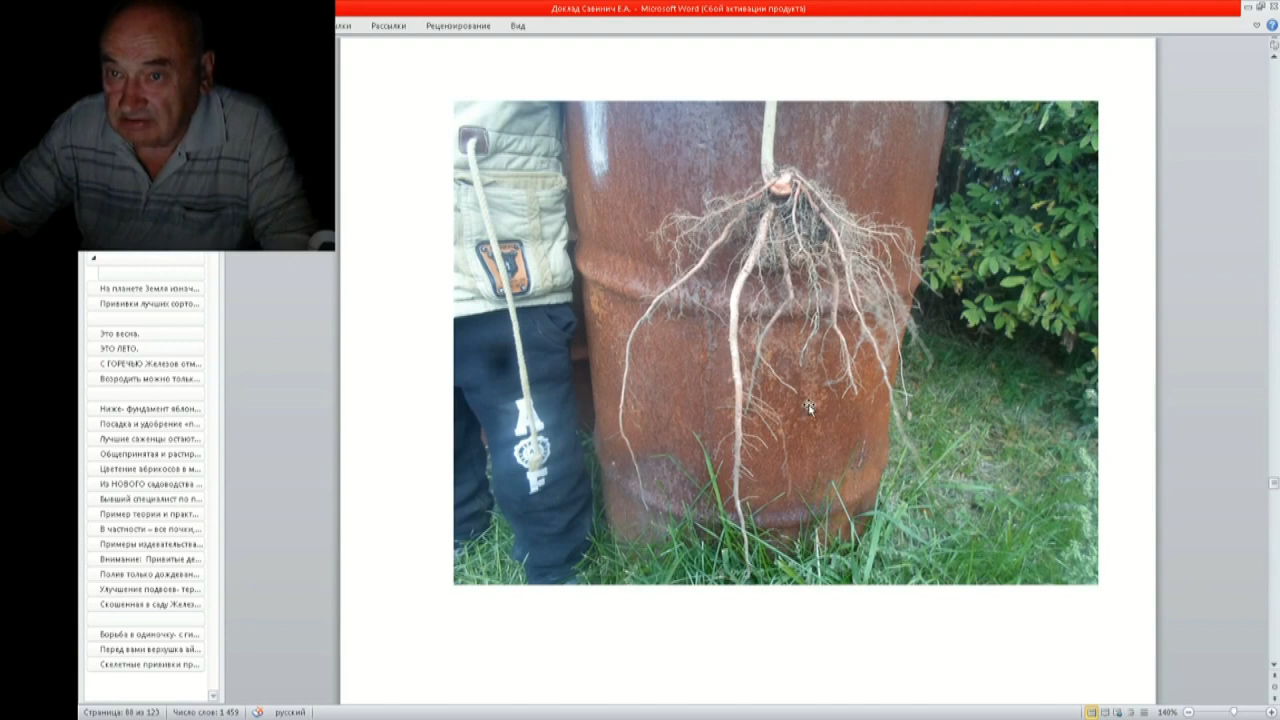 Доклад Савинич Е.А. - Microsoft Word (Сбой активации продукта)
Рассылки Рецензирование Вид
На планете Земля изнач...
Прививки лучших сорто...
Это весна.
ЭТО ЛЕТО.
С ГОРЕЧЬЮ Железов отм...
Возродить можно тольк...
Ниже- фундамент яблон...
Посадка и удобрение «п...
Лучшие саженцы остают...
Общепринятая и растир...
Цветение абрикосов в м...
Из НОВОГО садоводства ...
Бывший специалист по п...
Пример теории и практ...
В частности – все почки,...
Примеры издевательства...
Внимание: Привитые де...
Полив только дождеван...
Улучшение подвоев- тер...
Скошенная в саду Желез...
Борьба в одиночку- с ги...
Перед вами верхушка ай...
Скелетные прививки пр...
Страница: 88 из 123 Число слов: 1 459 русский 140%